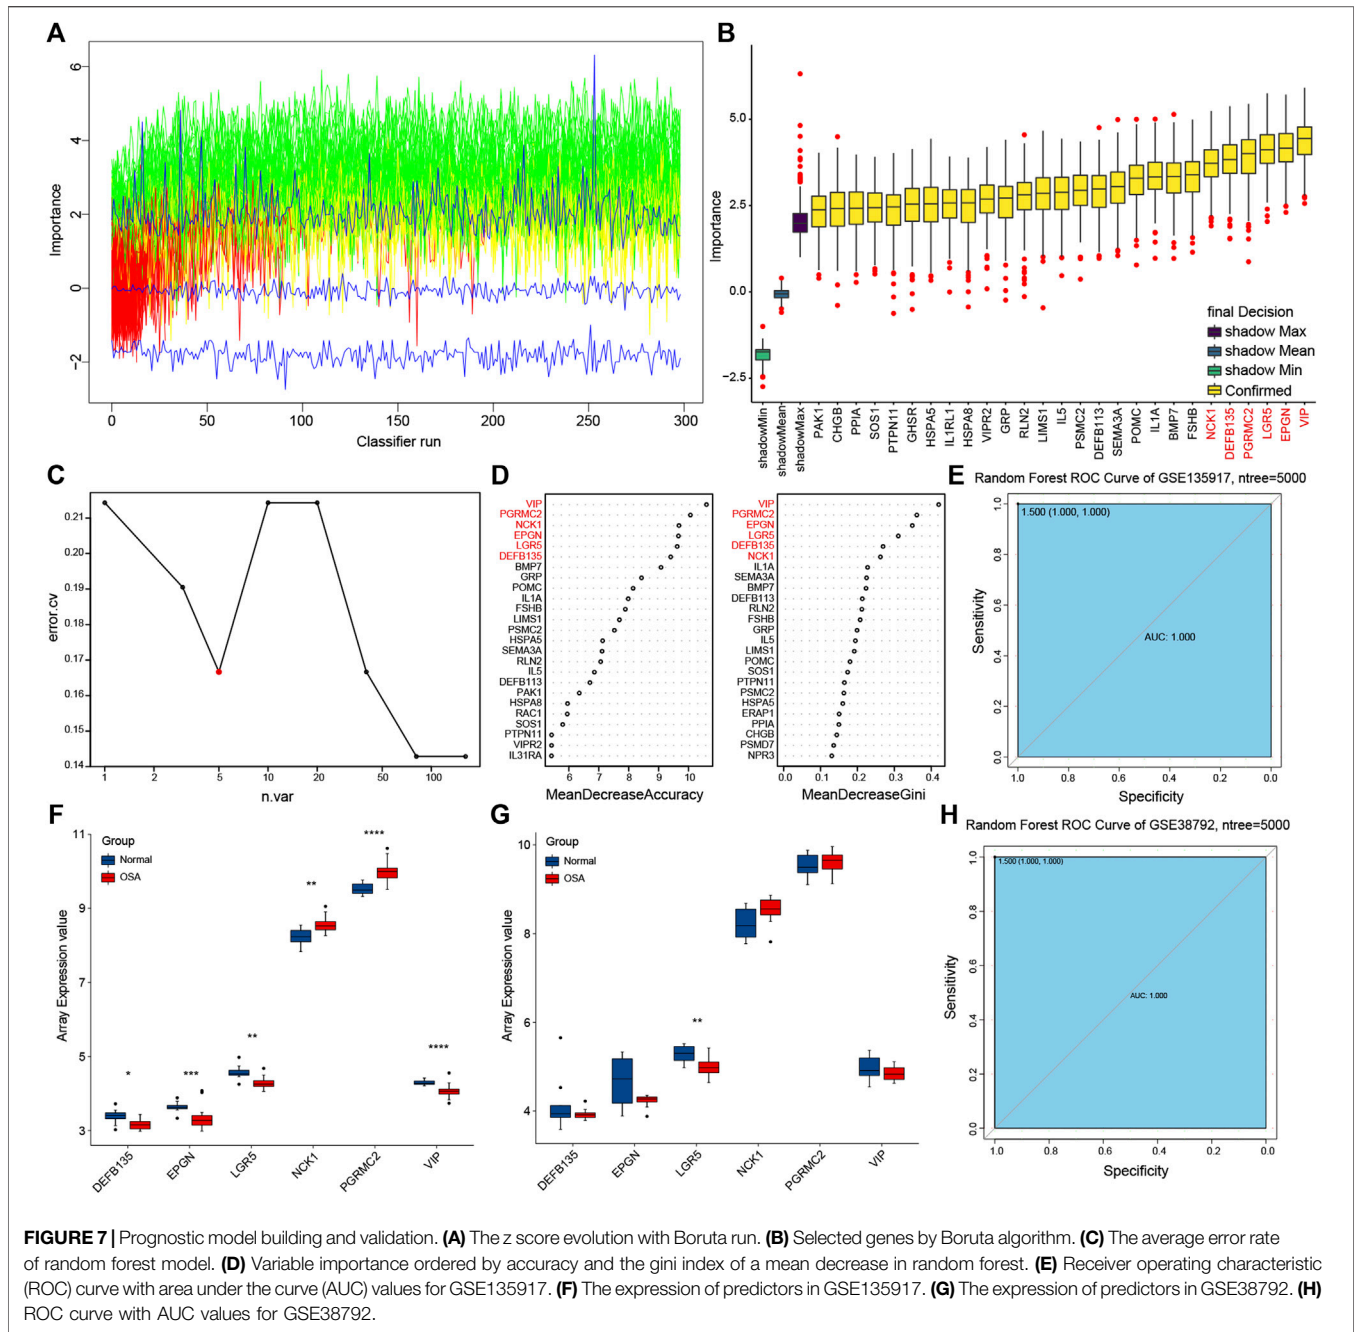 A
6
4
2
0
−2
Importance
0
50
100
150
200
250
300
Classifier run
B
5.0
2.5
0.0
−2.5
Importance
final Decision
shadow Max
shadow Mean
shadow Min
Confirmed
shadowMin
shadowMean
shadowMax
PAK1
CHGB
PPIA
SOS1
PTPN11
GHSR
HSPA5
IL1RL1
HSPA8
VIPR2
GRP
RLN2
LIMS1
IL5
PSMC2
DEFB113
SEMA3A
POMC
IL1A
BMP7
FSHB
NCK1
DEFB135
PGRMC2
LGR5
EPGN
VIP
C
0.21
0.20
0.19
0.18
0.17
0.16
0.15
0.14
error.cv
1
2
5
10
20
50
100
n.var
D
VIP
PGRMC2
NCK1
EPGN
LGR5
DEFB135
BMP7
GRP
POMC
IL1A
FSHB
LIMS1
PSMC2
HSPA5
SEMA3A
RLN2
IL5
DEFB113
PAK1
HSPA8
RAC1
SOS1
PTPN11
VIPR2
IL31RA
6
7
8
9
10
MeanDecreaseAccuracy
VIP
PGRMC2
EPGN
LGR5
DEFB135
NCK1
IL1A
SEMA3A
BMP7
DEFB113
RLN2
FSHB
GRP
IL5
LIMS1
POMC
SOS1
PTPN11
PSMC2
HSPA5
ERAP1
PPIA
CHGB
PSMD7
NPR3
0.0
0.1
0.2
0.3
0.4
MeanDecreaseGini
E
Random Forest ROC Curve of GSE135917, ntree=5000
1.500 (1.000, 1.000)
AUC: 1.000
1.0
0.8
0.6
0.4
0.2
0.0
Sensitivity
1.0
0.8
0.6
0.4
0.2
0.0
Specificity
F
11
9
7
5
3
Array Expression value
Group
Normal
OSA
*
***
**
**
****
****
DEFB135
EPGN
LGR5
NCK1
PGRMC2
VIP
G
10
8
6
4
Array Expression value
Group
Normal
OSA
**
DEFB135
EPGN
LGR5
NCK1
PGRMC2
VIP
H
Random Forest ROC Curve of GSE38792, ntree=5000
1.500 (1.000, 1.000)
AUC: 1.000
1.0
0.8
0.6
0.4
0.2
0.0
Sensitivity
1.0
0.8
0.6
0.4
0.2
0.0
Specificity
FIGURE 7 | Prognostic model building and validation. (A) The z score evolution with Boruta run. (B) Selected genes by Boruta algorithm. (C) The average error rate
of random forest model. (D) Variable importance ordered by accuracy and the gini index of a mean decrease in random forest. (E) Receiver operating characteristic
(ROC) curve with area under the curve (AUC) values for GSE135917. (F) The expression of predictors in GSE135917. (G) The expression of predictors in GSE38792. (H)
ROC curve with AUC values for GSE38792.